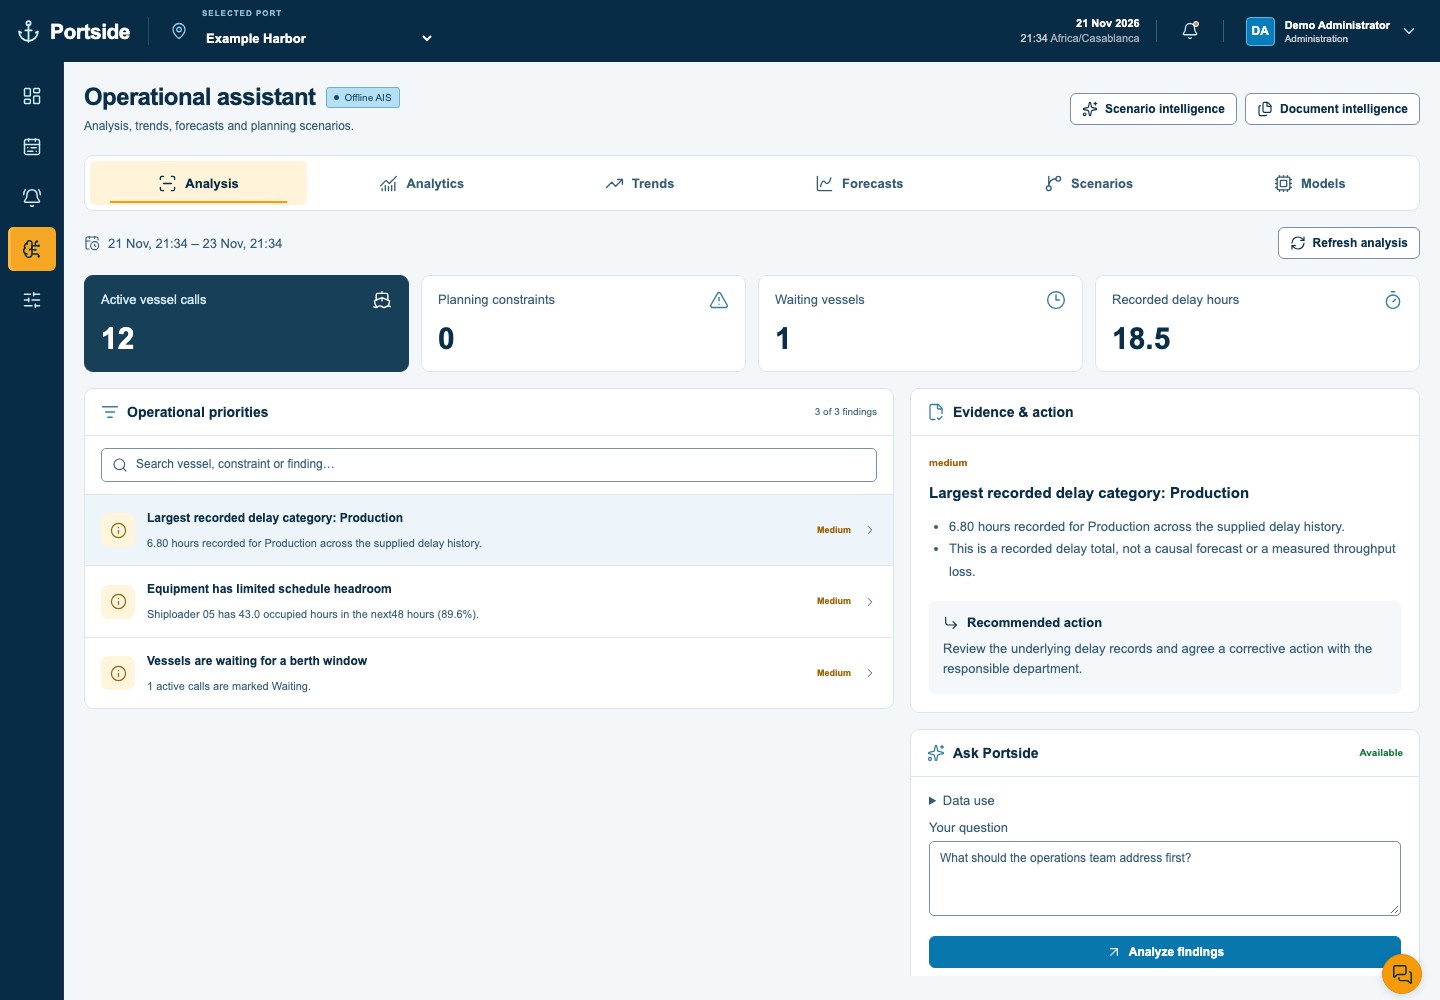 Portside
SELECTED PORT
Example Harbor
21 Nov 2026
21:34 Africa/Casablanca
DA
Demo Administrator
Administration
Operational assistant
Offline AIS
Analysis, trends, forecasts and planning scenarios.
Scenario intelligence
Document intelligence
Analysis
Analytics
Trends
Forecasts
Scenarios
Models
21 Nov, 21:34 – 23 Nov, 21:34
Refresh analysis
Active vessel calls
12
Planning constraints
0
Waiting vessels
1
Recorded delay hours
18.5
Operational priorities
3 of 3 findings
Search vessel, constraint or finding…
Largest recorded delay category: Production
6.80 hours recorded for Production across the supplied delay history.
Medium
Equipment has limited schedule headroom
Shiploader 05 has 43.0 occupied hours in the next48 hours (89.6%).
Medium
Vessels are waiting for a berth window
1 active calls are marked Waiting.
Medium
Evidence & action
medium
Largest recorded delay category: Production
• 6.80 hours recorded for Production across the supplied delay history.
• This is a recorded delay total, not a causal forecast or a measured throughput
loss.
Recommended action
Review the underlying delay records and agree a corrective action with the
responsible department.
Ask Portside
Available
Data use
Your question
What should the operations team address first?
Analyze findings